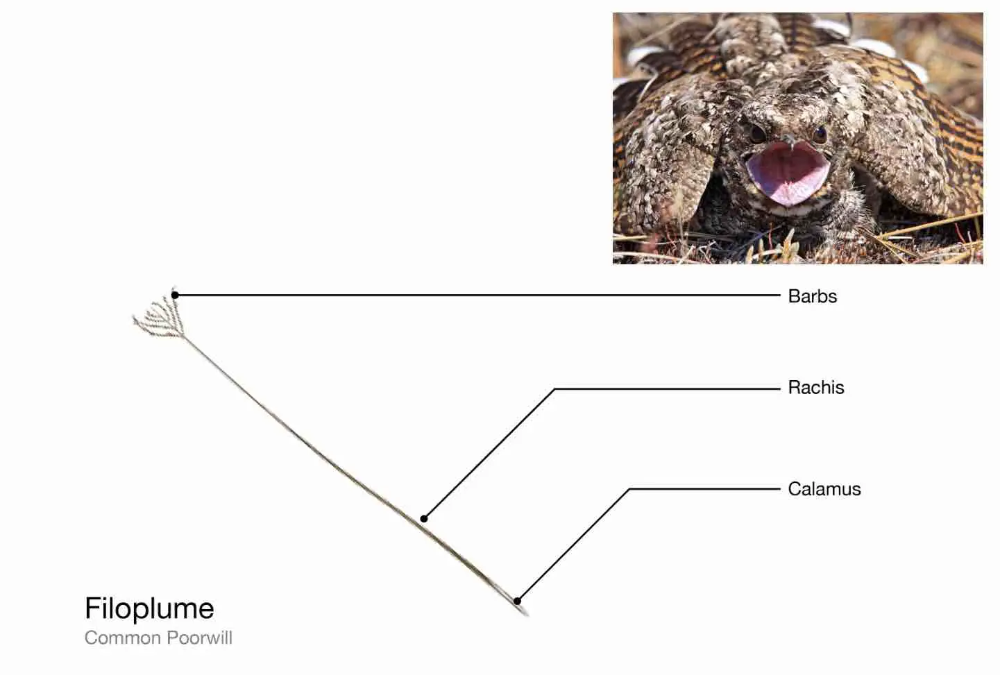 Barbs
Rachis
Calamus
Filoplume
Common Poorwill